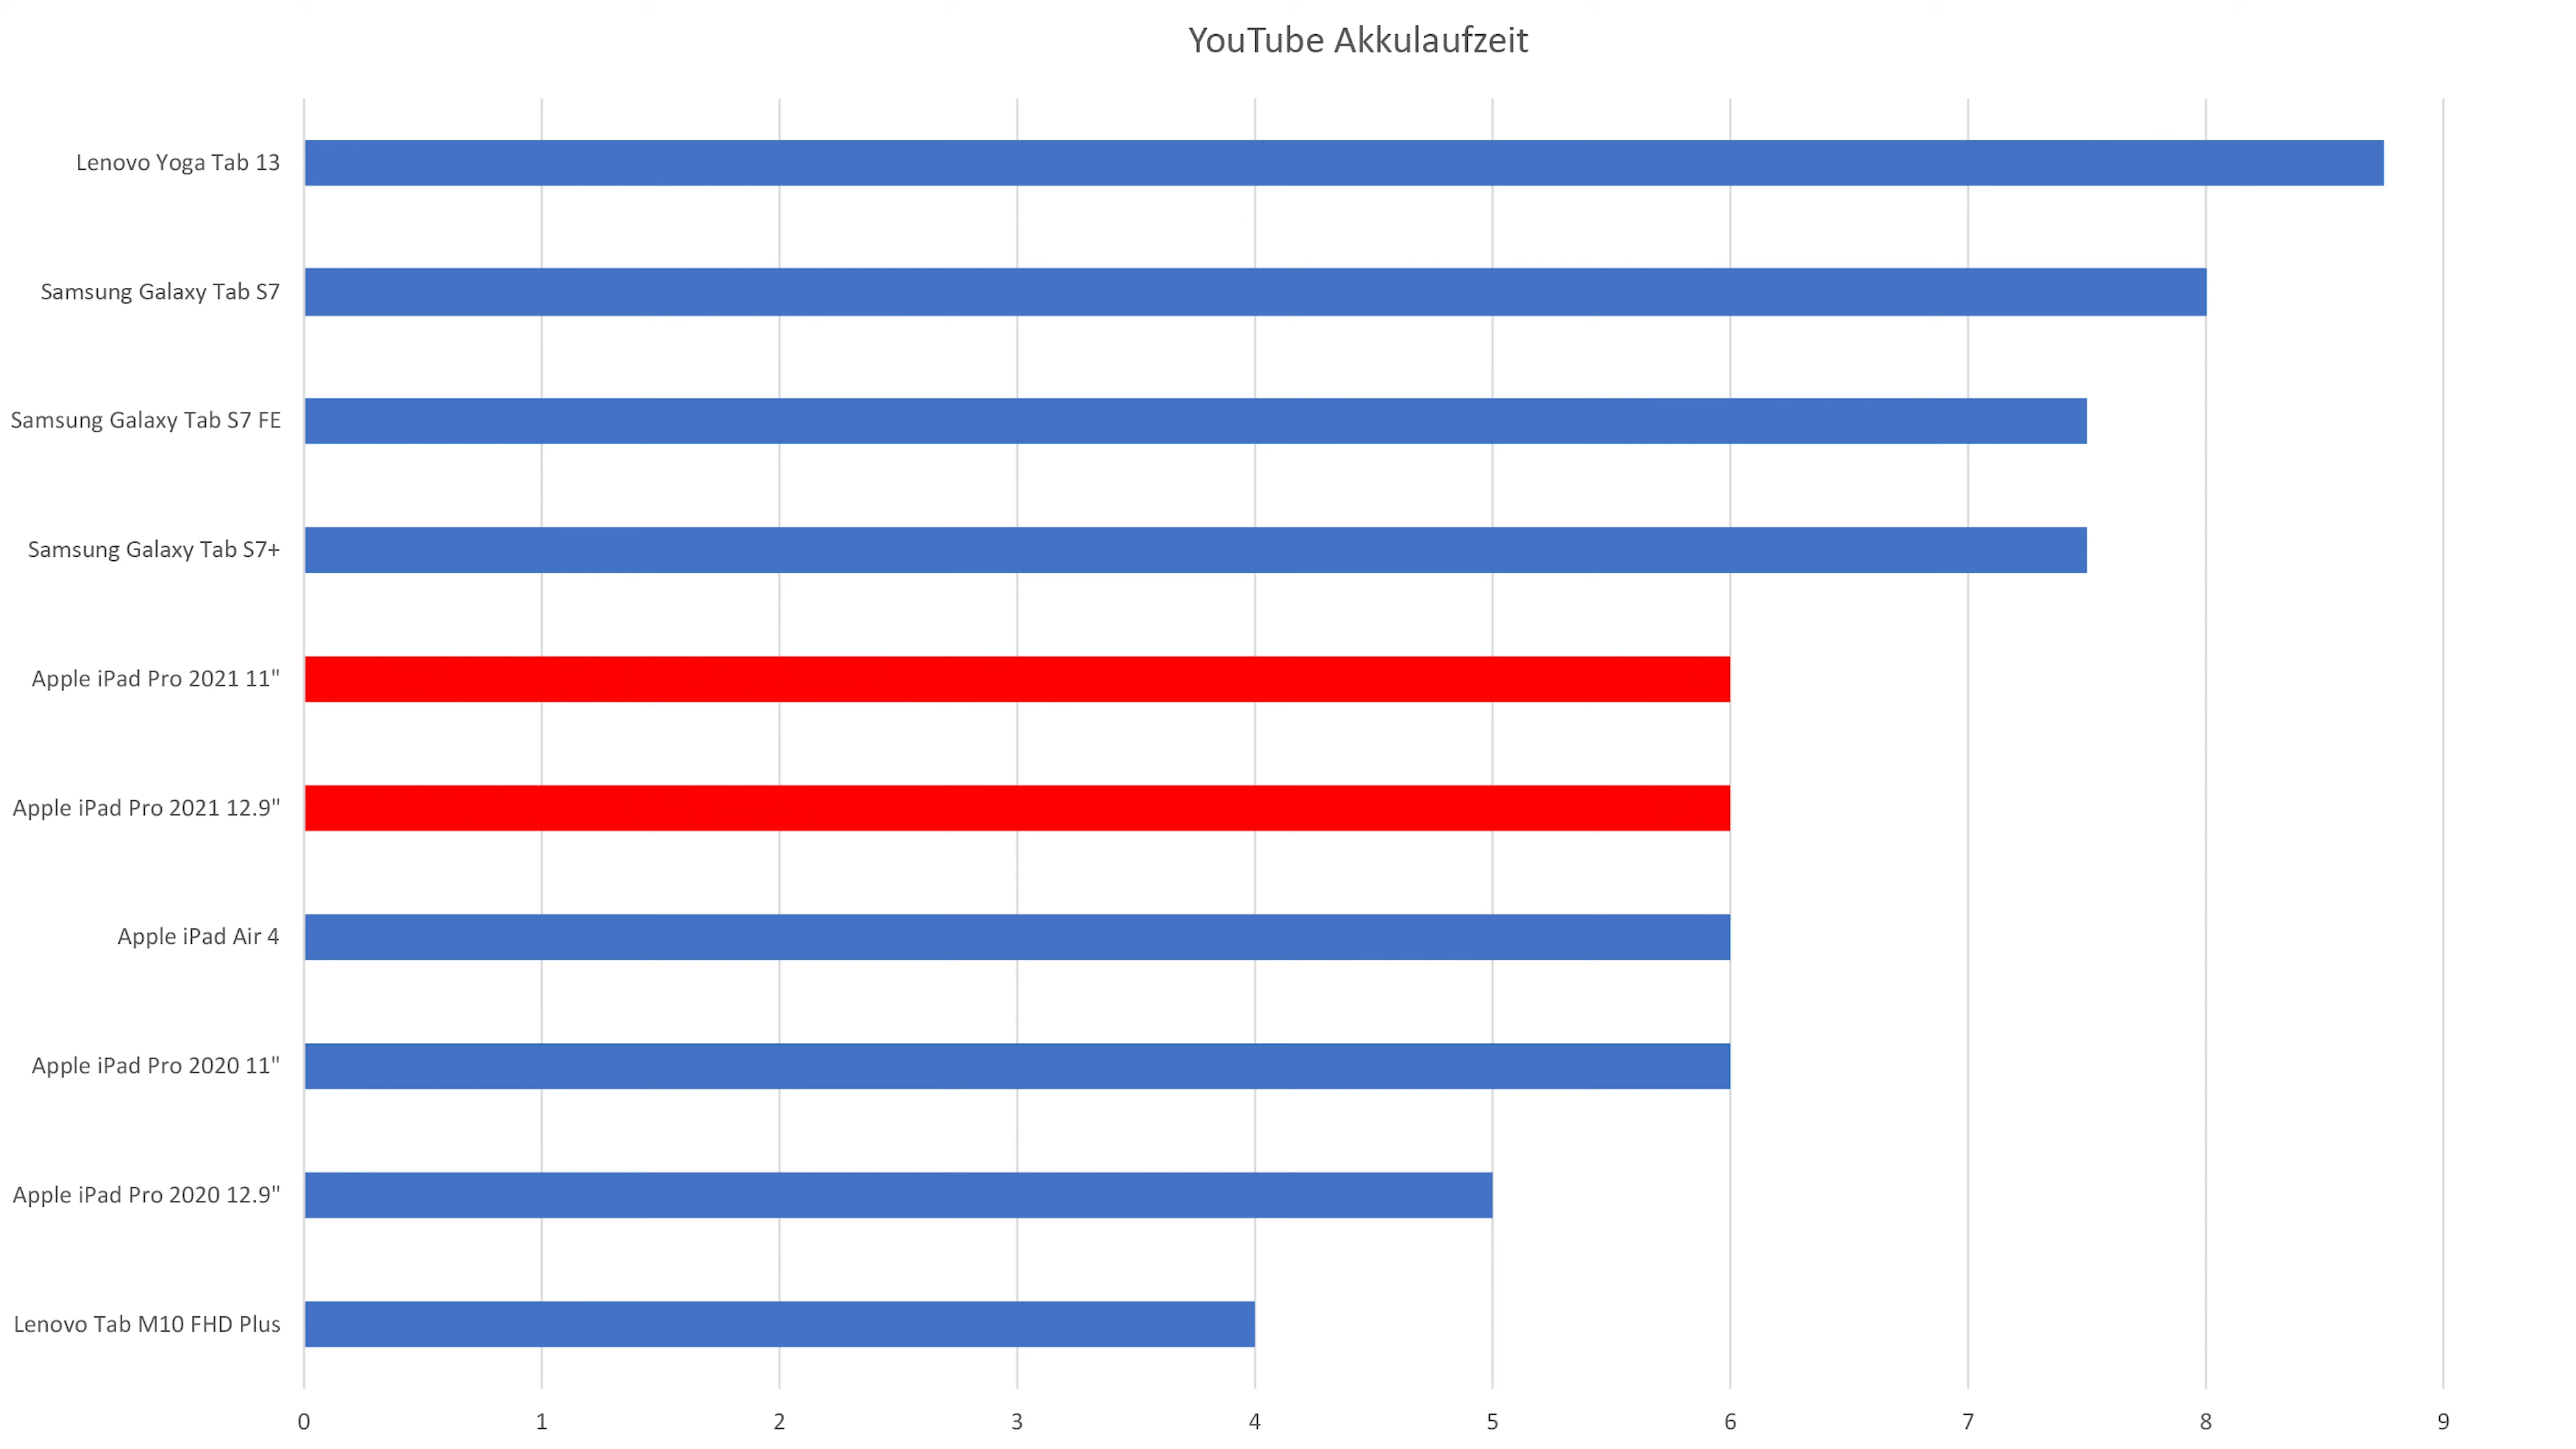 YouTube Akkulaufzeit
Lenovo Yoga Tab 13
Samsung Galaxy Tab S7
Samsung Galaxy Tab S7 FE
Samsung Galaxy Tab S7+
Apple iPad Pro 2021 11"
Apple iPad Pro 2021 12.9"
Apple iPad Air 4
Apple iPad Pro 2020 11"
Apple iPad Pro 2020 12.9"
Lenovo Tab M10 FHD Plus
0 1 2 3 4 5 6 7 8 9